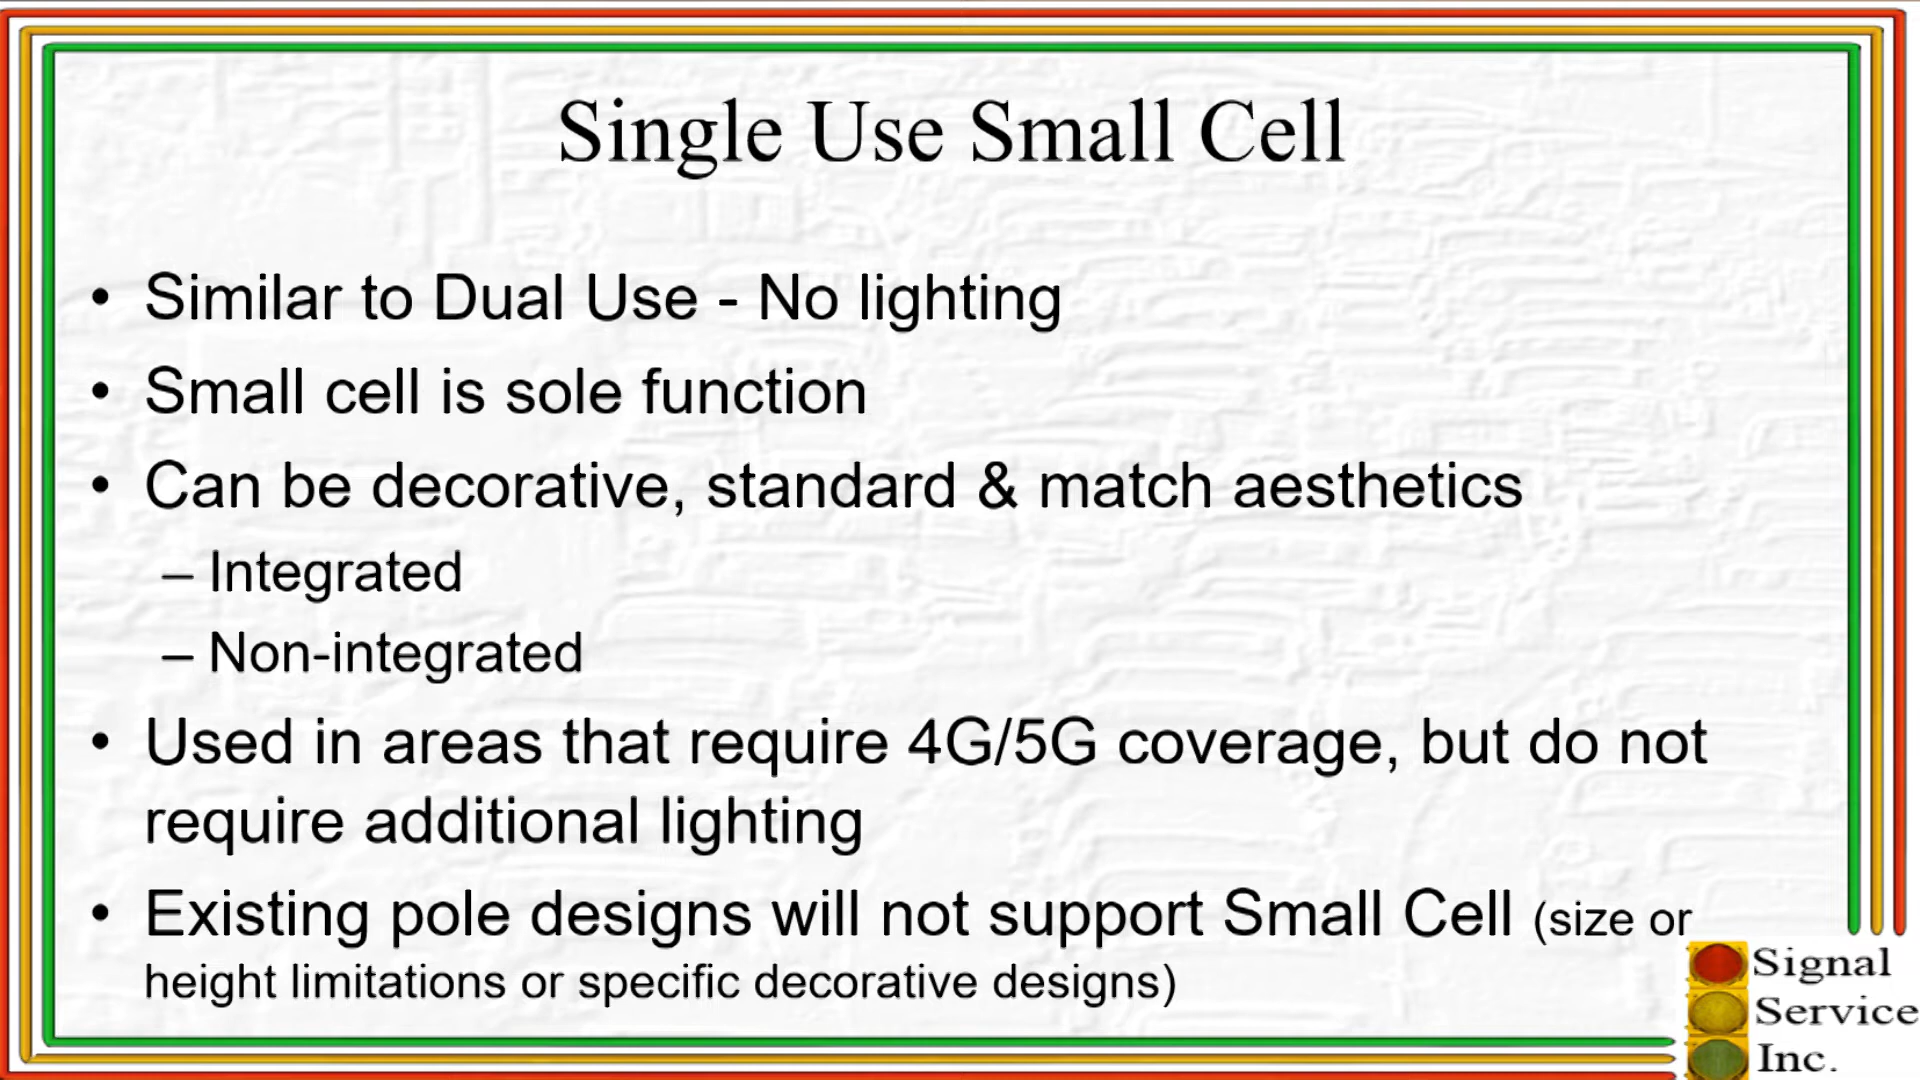 Single Use Small Cell
• Similar to Dual Use - No lighting
• Small cell is sole function
• Can be decorative, standard & match aesthetics
– Integrated
– Non-integrated
• Used in areas that require 4G/5G coverage, but do not
require additional lighting
• Existing pole designs will not support Small Cell (size or
height limitations or specific decorative designs)
Signal
Service
Inc.